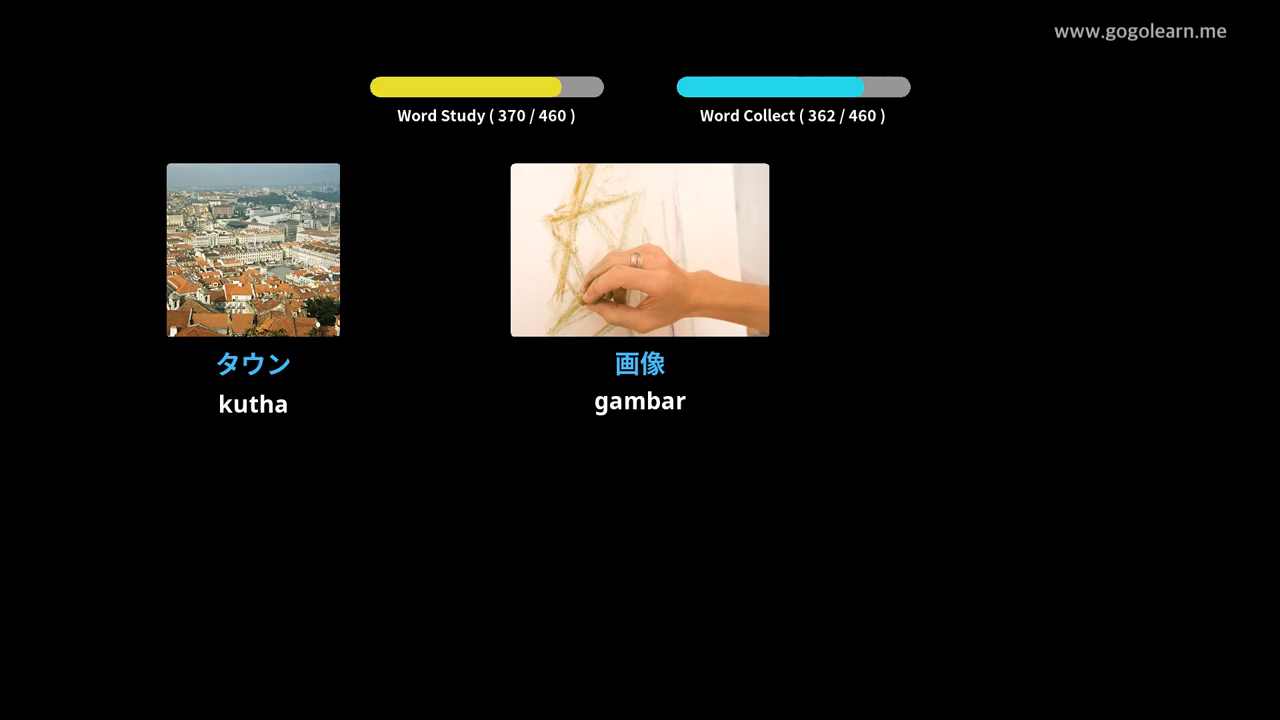 www.gogolearn.me
Word Study ( 370 / 460 )
Word Collect ( 362 / 460 )
タウン
kutha
画像
gambar